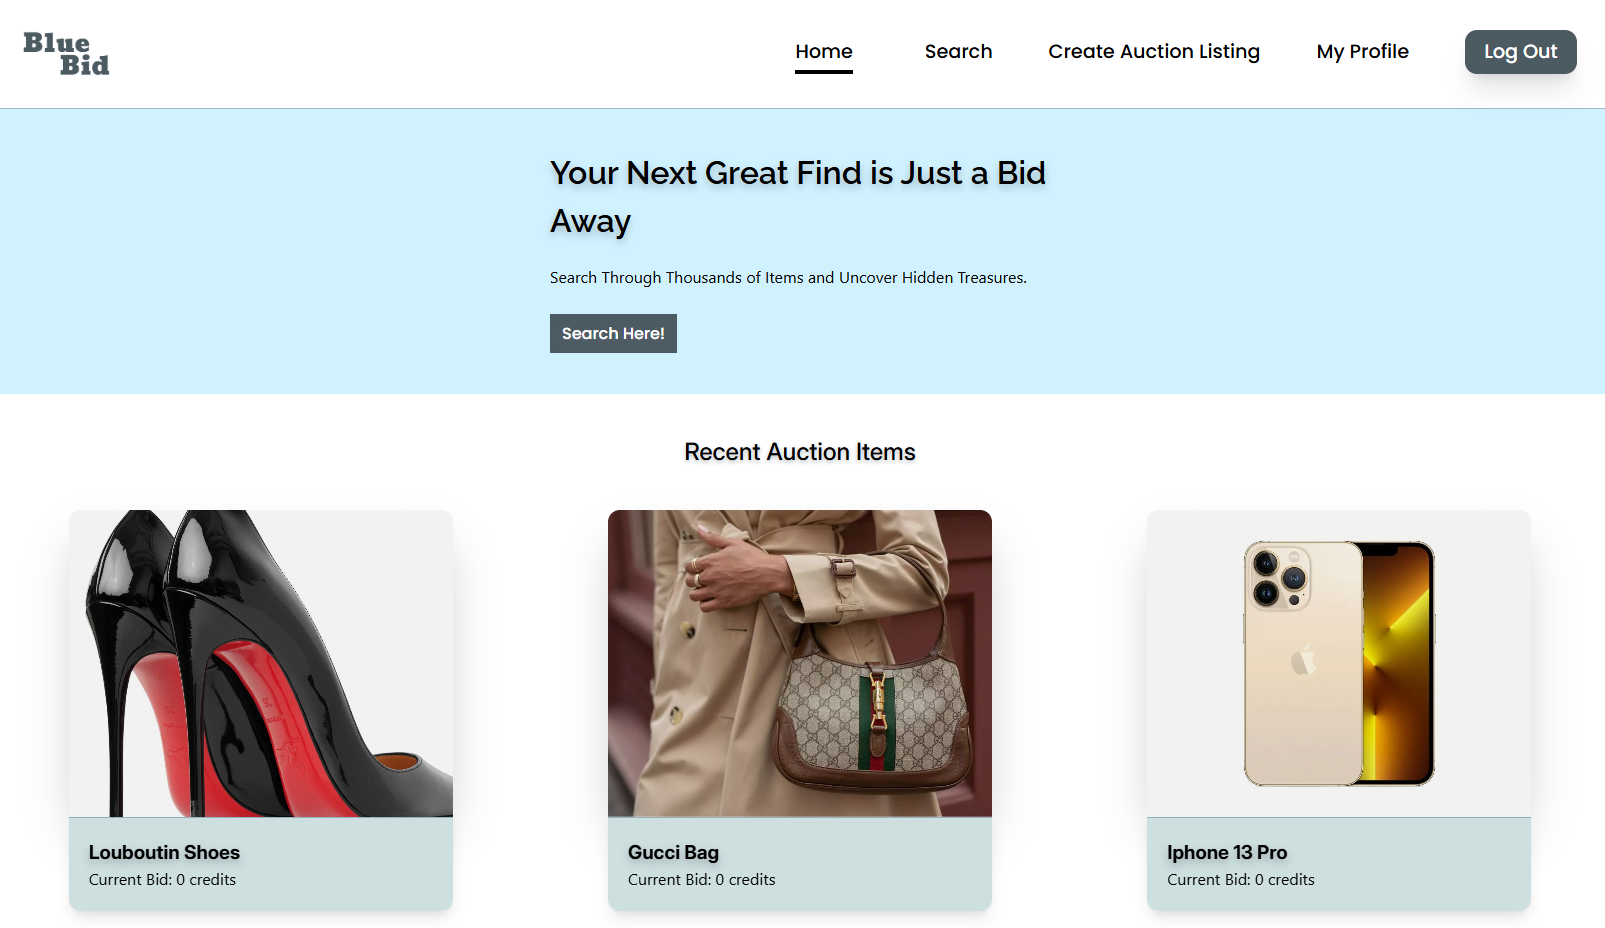 Blue
Bid
Home
Search
Create Auction Listing
My Profile
Log Out
Your Next Great Find is Just a Bid
Away
Search Through Thousands of Items and Uncover Hidden Treasures.
Search Here!
Recent Auction Items
Louboutin Shoes
Current Bid: 0 credits
Gucci Bag
Current Bid: 0 credits
Iphone 13 Pro
Current Bid: 0 credits